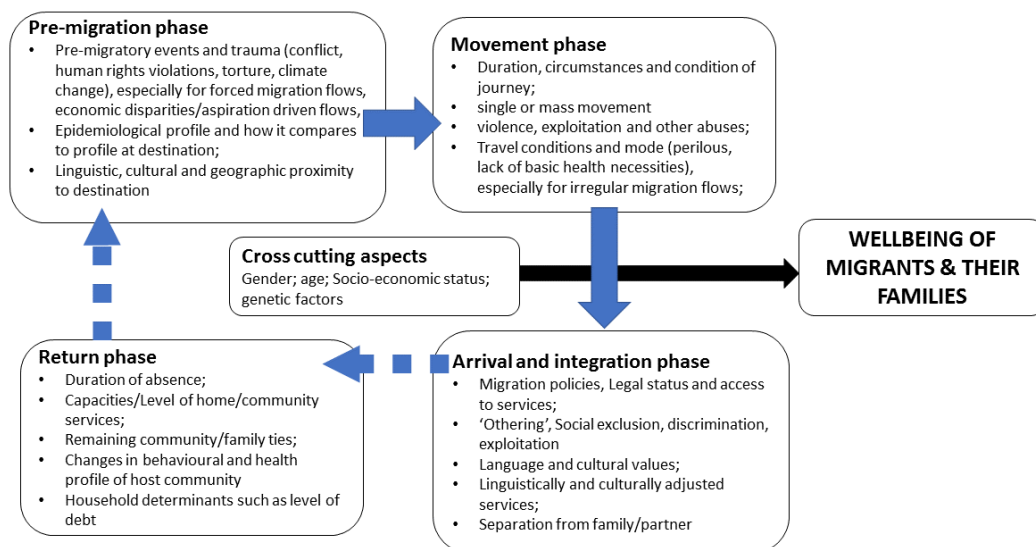 Pre-migration phase
• Pre-migratory events and trauma (conflict,
human rights violations, torture, climate
change), especially for forced migration flows,
economic disparities/aspiration driven flows,
• Epidemiological profile and how it compares
to profile at destination;
• Linguistic, cultural and geographic proximity
to destination
Movement phase
• Duration, circumstances and condition of
journey;
• single or mass movement
• violence, exploitation and other abuses;
• Travel conditions and mode (perilous,
lack of basic health necessities),
especially for irregular migration flows;
Cross cutting aspects
Gender; age; Socio-economic status;
genetic factors
WELLBEING OF
MIGRANTS & THEIR
FAMILIES
Return phase
• Duration of absence;
• Capacities/Level of home/community
services;
• Remaining community/family ties;
• Changes in behavioural and health
profile of host community
• Household determinants such as level of
debt
Arrival and integration phase
• Migration policies, Legal status and access
to services;
• ‘Othering’, Social exclusion, discrimination,
exploitation
• Language and cultural values;
• Linguistically and culturally adjusted
services;
• Separation from family/partner